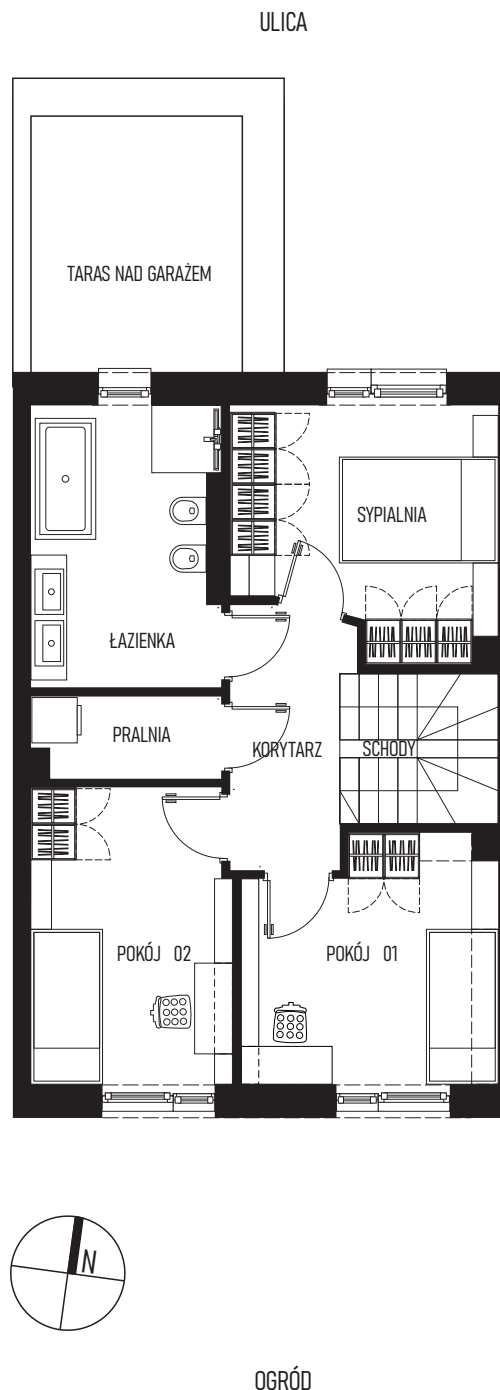 ULICA
TARAS NAD GARAŻEM
SYPIALNIA
ŁAZIENKA
PRALNIA
KORYTARZ
SCHODY
POKÓJ 02
POKÓJ 01
N
OGRÓD